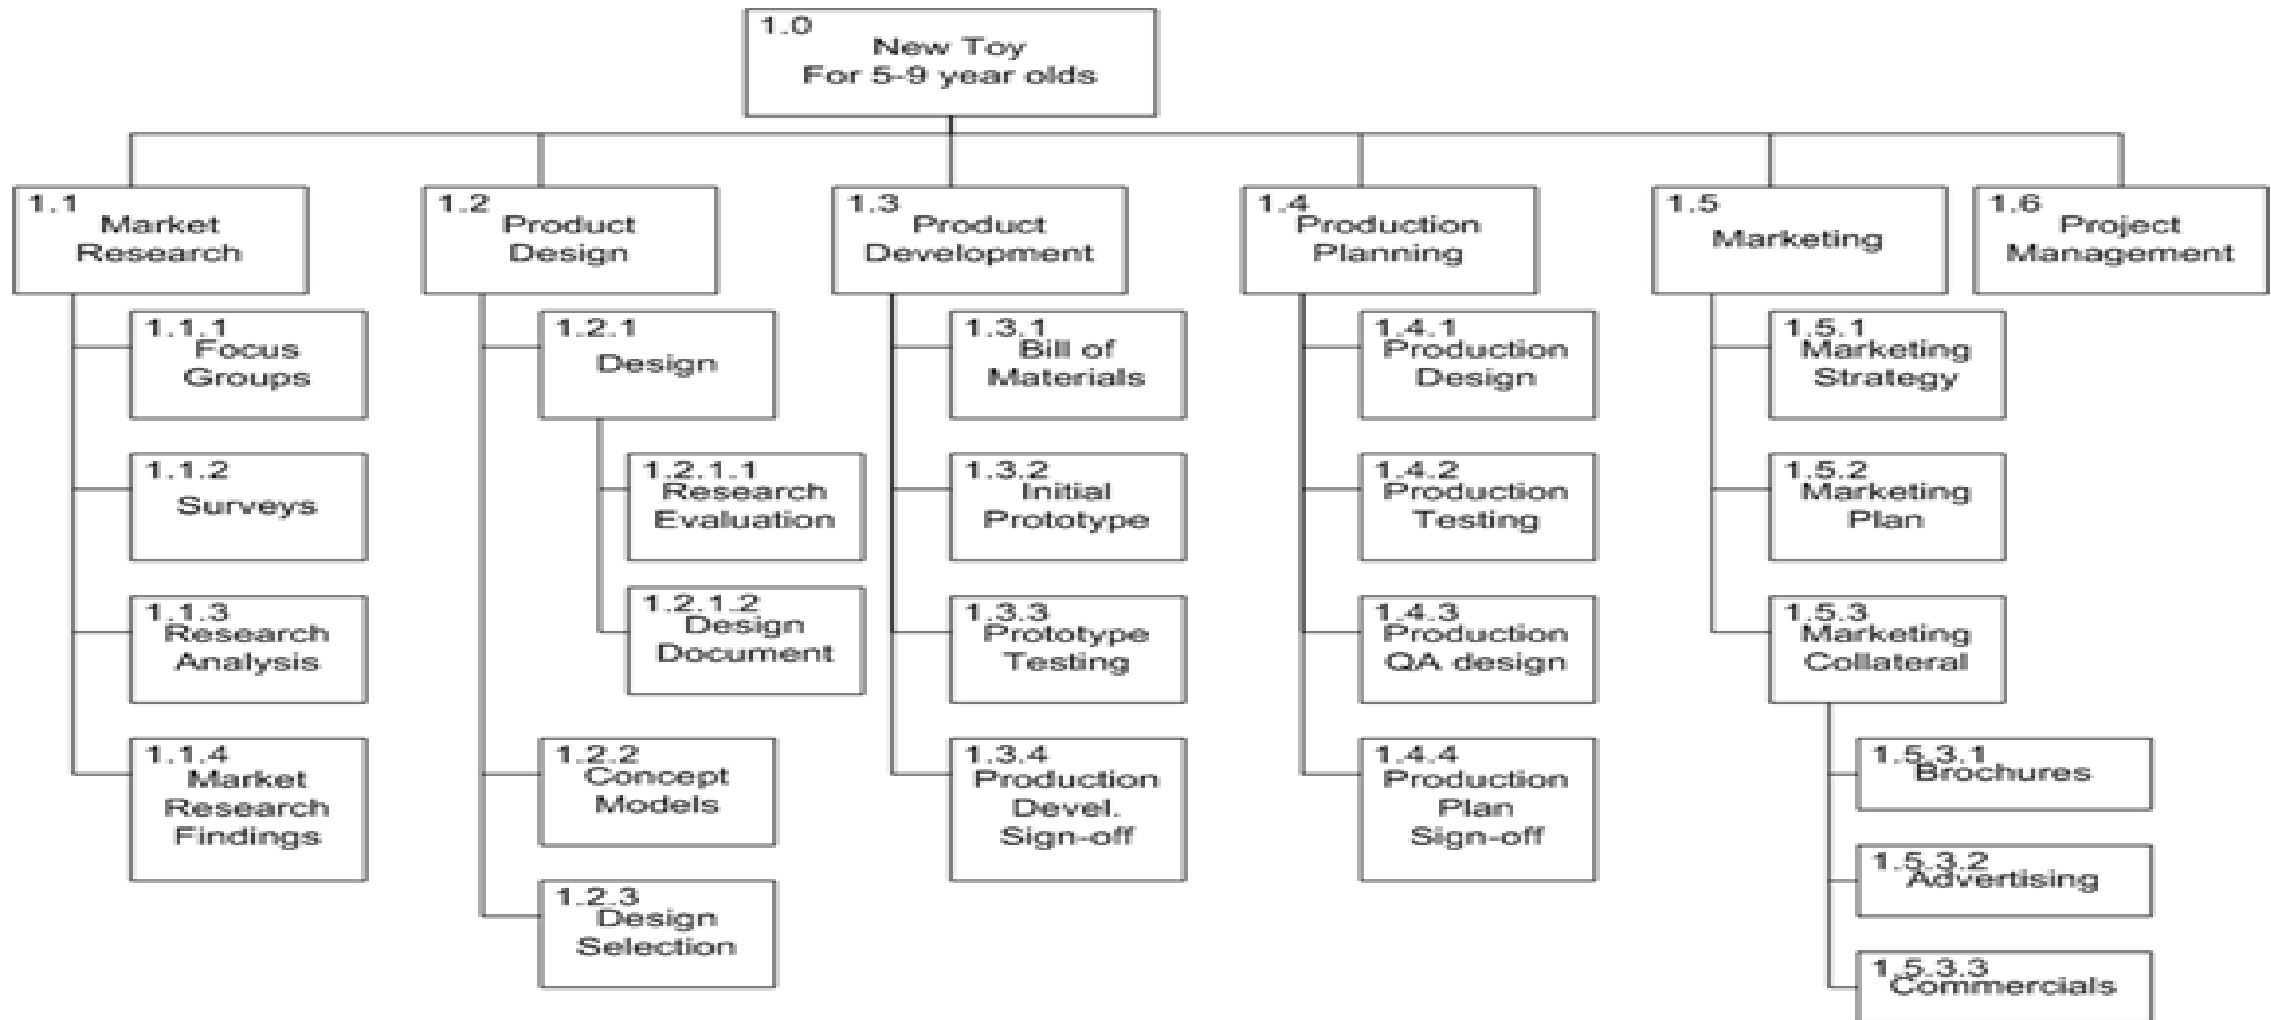 1.0
New Toy
For 5-9 year olds
1.1
Market
Research
1.2
Product
Design
1.3
Product
Development
1.4
Production
Planning
1.5
Marketing
1.6
Project
Management
1.1.1
Focus
Groups
1.1.2
Surveys
1.1.3
Research
Analysis
1.1.4
Market
Research
Findings
1.2.1
Design
1.2.1.1
Research
Evaluation
1.2.1.2
Design
Document
1.2.2
Concept
Models
1.2.3
Design
Selection
1.3.1
Bill of
Materials
1.3.2
Initial
Prototype
1.3.3
Prototype
Testing
1.3.4
Production
Devel.
Sign-off
1.4.1
Production
Design
1.4.2
Production
Testing
1.4.3
Production
QA design
1.4.4
Production
Plan
Sign-off
1.5.1
Marketing
Strategy
1.5.2
Marketing
Plan
1.5.3
Marketing
Collateral
1.5.3.1
Brochures
1.5.3.2
Advertising
1.5.3.3
Commercials